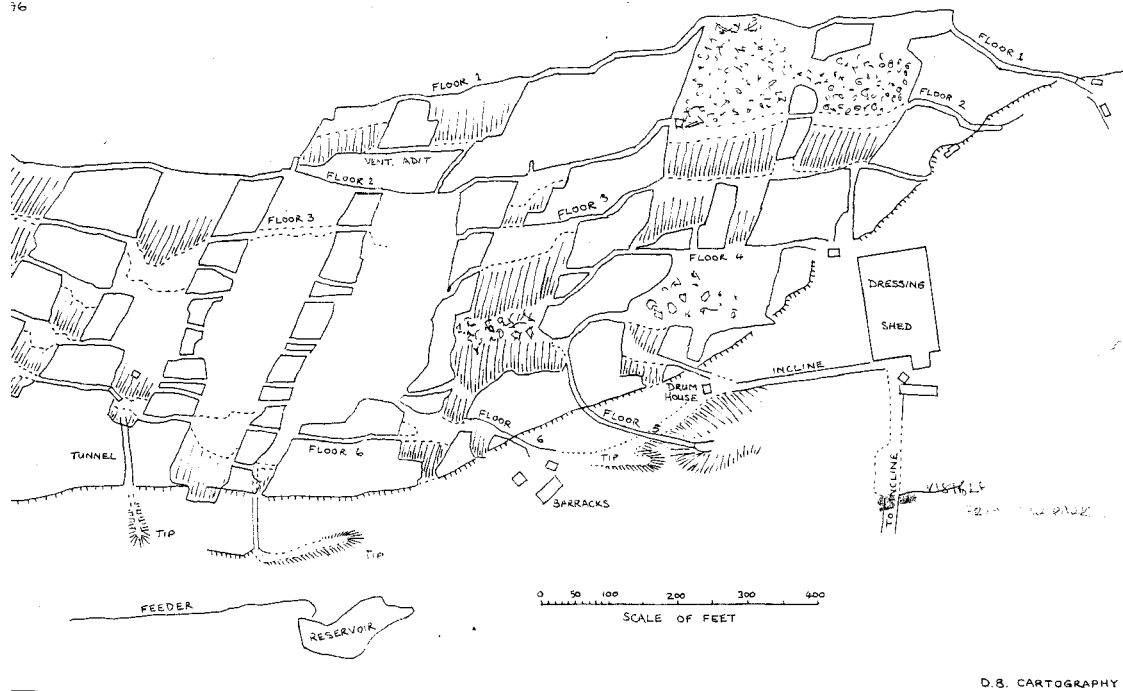 FLOOR 1
FLOOR 2
FLOOR 1
VENT. ADIT
FLOOR 2
FLOOR 3
FLOOR 3
FLOOR 4
DRESSING
SHED
INCLINE
DRUM
HOUSE
FLOOR 5
FLOOR 6
FLOOR 6
TUNNEL
TIP
BARRACKS
TO INCLINE
VISIBLE
TIP
TIP
FEEDER
RESERVOIR
0 50 100 200 300 400
SCALE OF FEET
D.B. CARTOGRAPHY